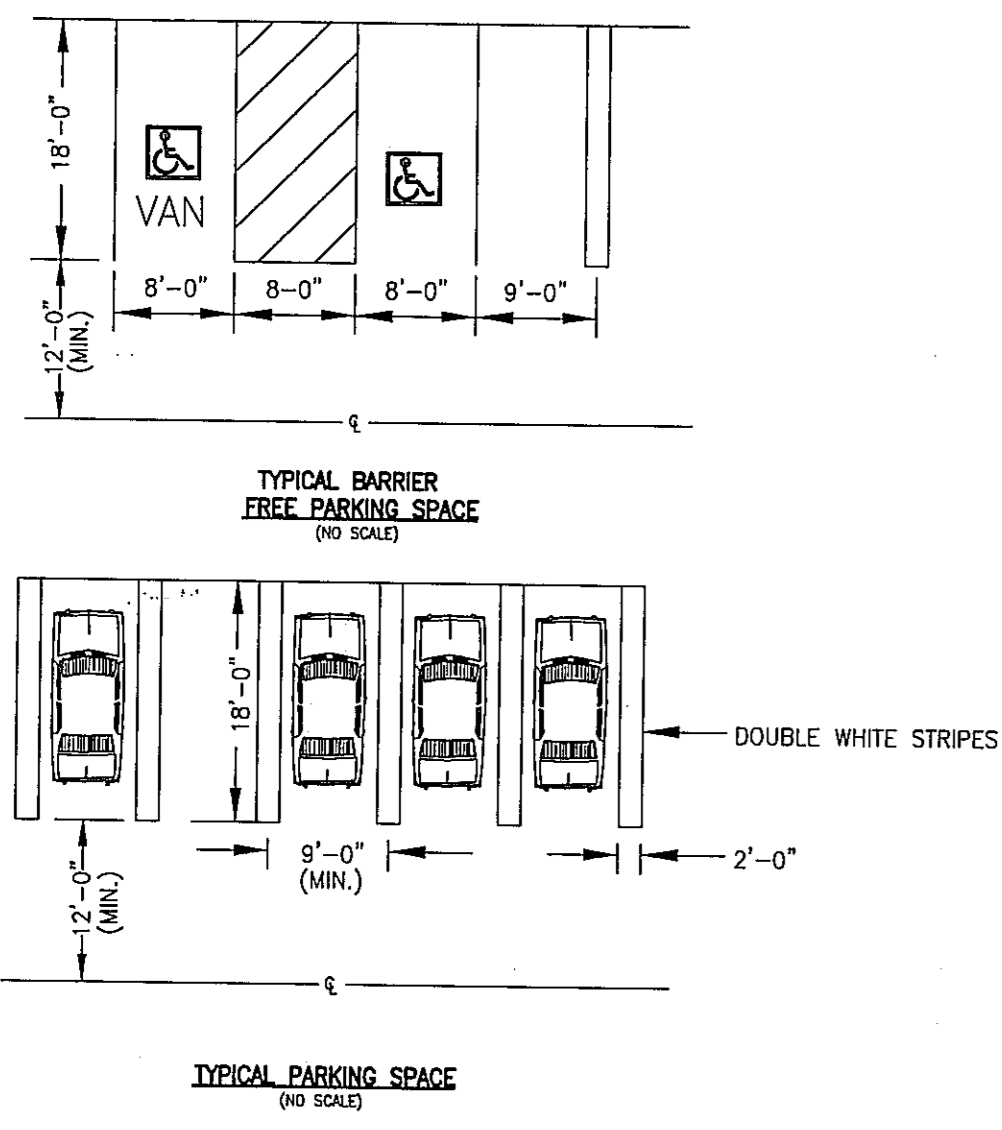 18'-0"
VAN
8'-0"
8-0"
8'-0"
9'-0"
12'-0"
(MIN.)
℄
TYPICAL BARRIER
FREE PARKING SPACE
(NO SCALE)
18'-0"
DOUBLE WHITE STRIPES
9'-0"
(MIN.)
2'-0"
12'-0"
(MIN.)
℄
TYPICAL PARKING SPACE
(NO SCALE)